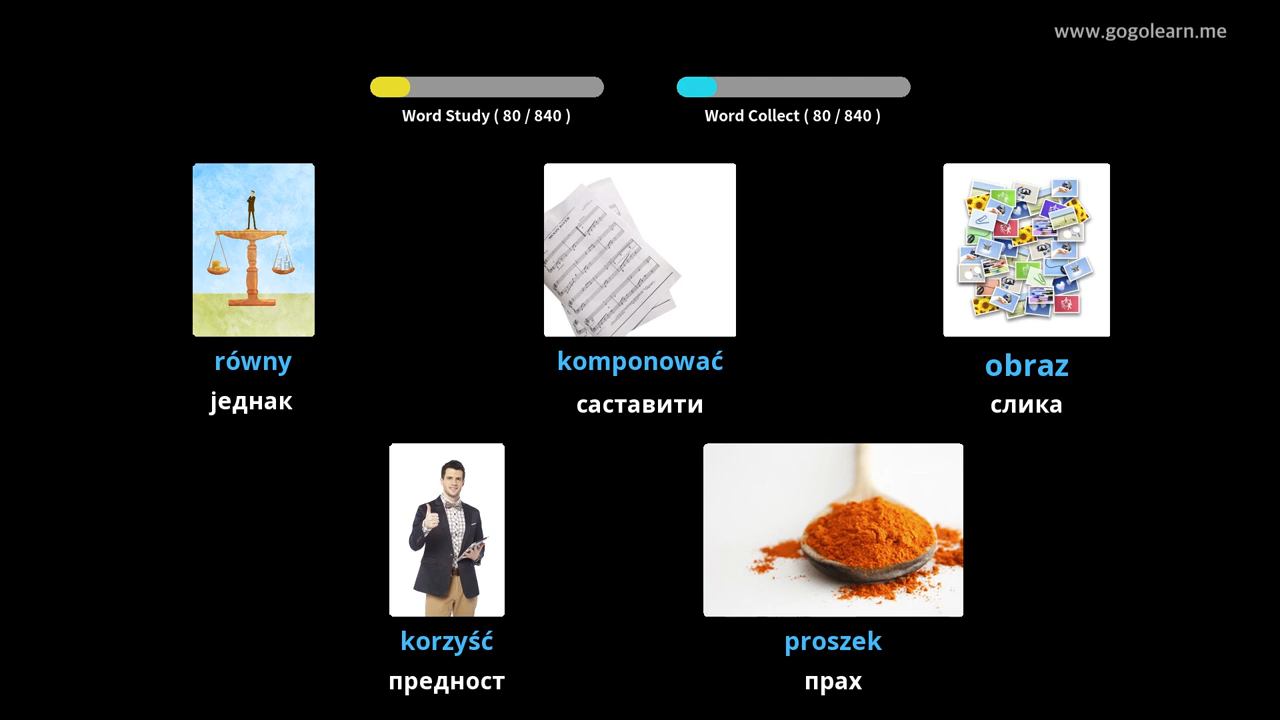 www.gogolearn.me
Word Study ( 80 / 840 )
Word Collect ( 80 / 840 )
równy
једнак
komponować
саставити
obraz
слика
korzyść
предност
proszek
прах